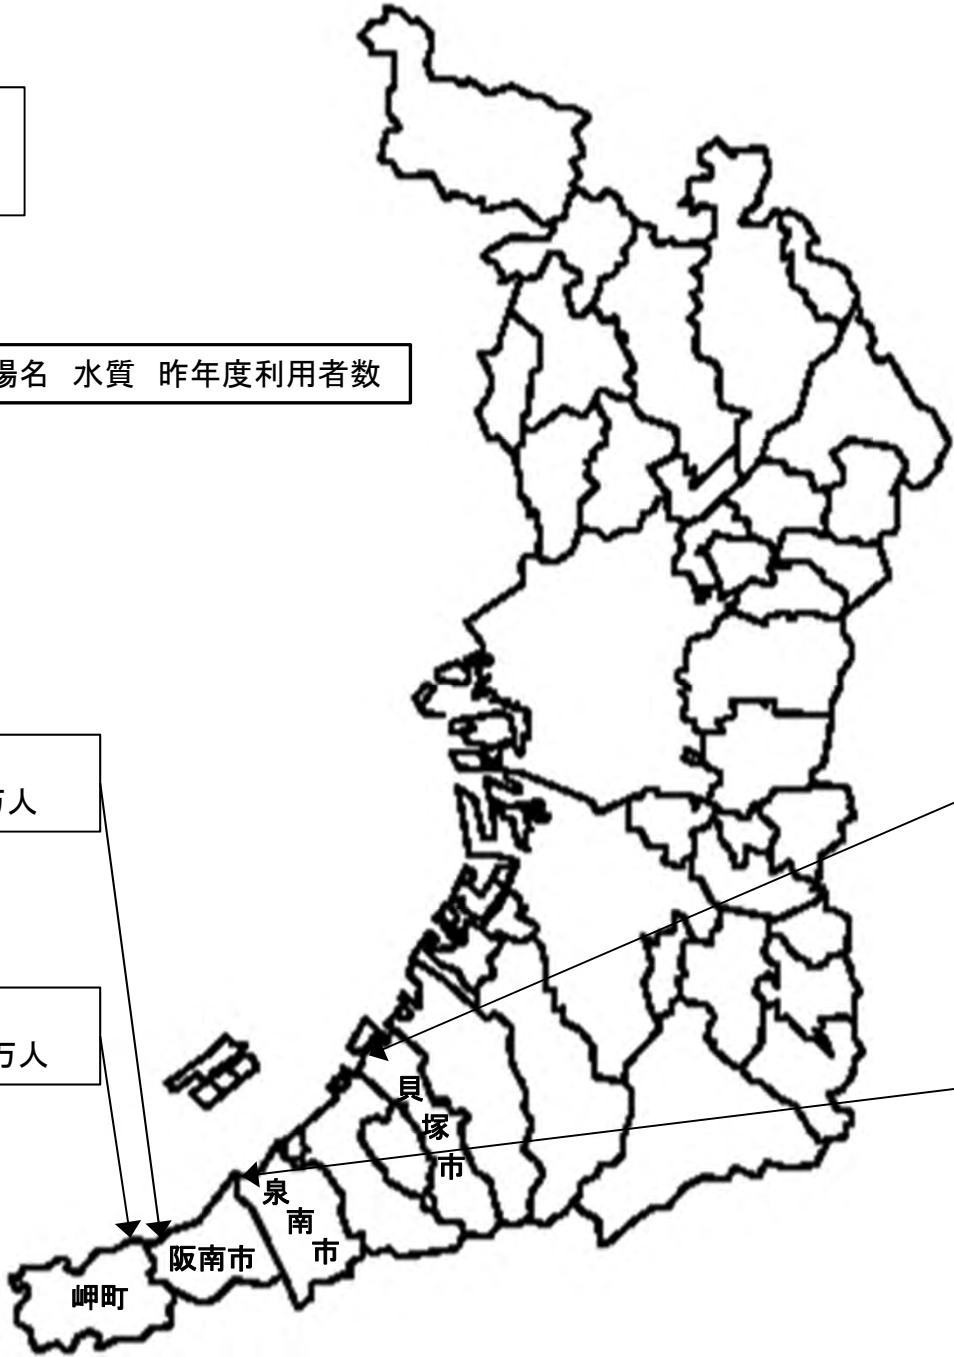 場名 水質 昨年度利用者数
万人
万人
貝塚市
泉南市
阪南市
岬町